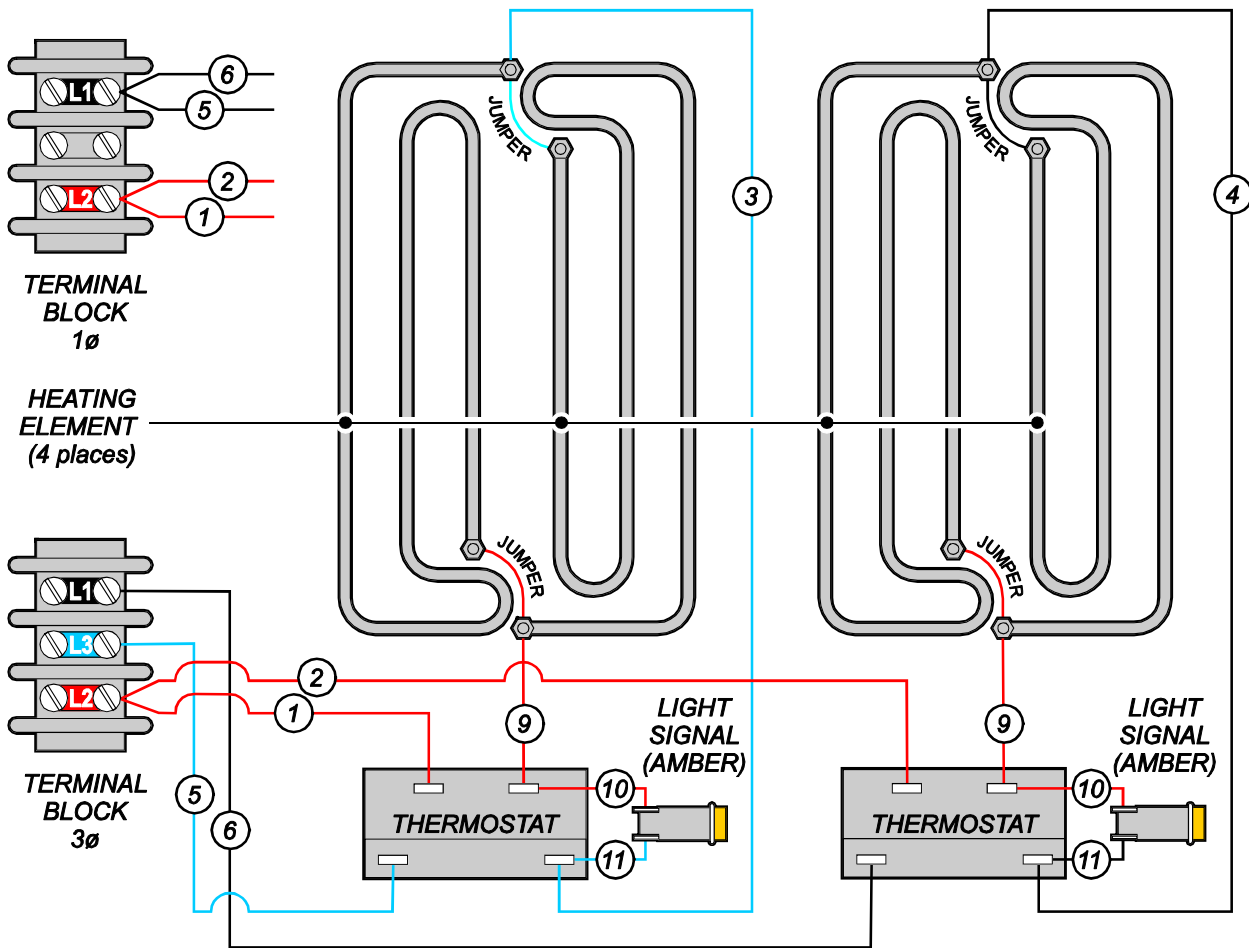 6
L1
5
2
L2
1
TERMINAL
BLOCK
1ø
JUMPER
3
JUMPER
4
HEATING
ELEMENT
(4 places)
JUMPER
JUMPER
L1
L3
L2
2
1
9
LIGHT
SIGNAL
(AMBER)
9
LIGHT
SIGNAL
(AMBER)
TERMINAL
BLOCK
3ø
5
6
THERMOSTAT
10
11
THERMOSTAT
10
11